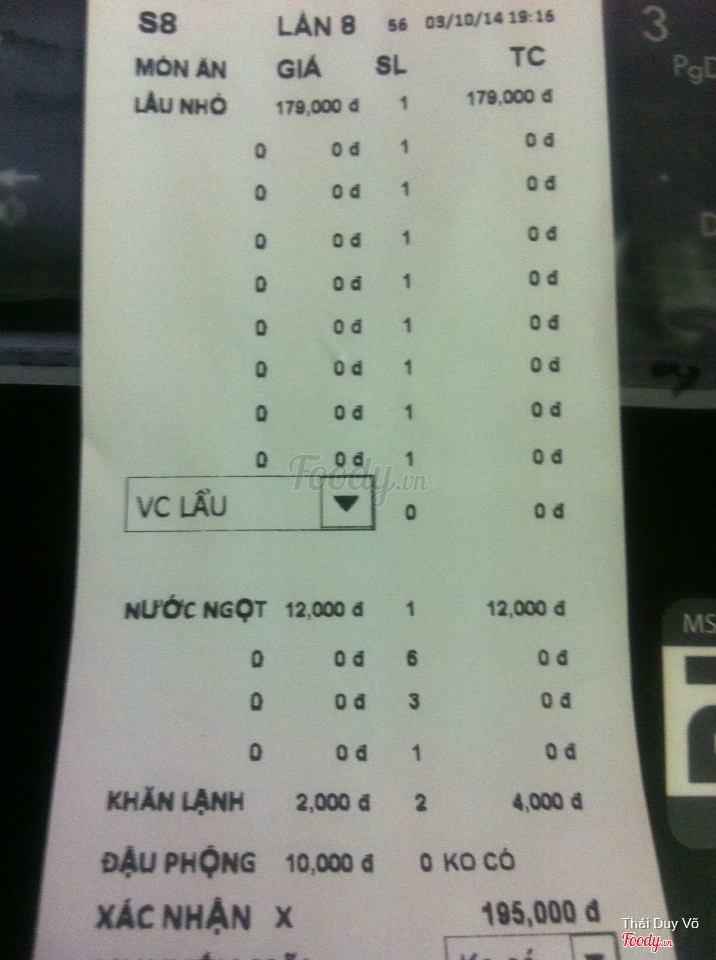 S8 LẦN 8 56 03/10/14 19:16
MÓN ĂN GIÁ SL TC
LẨU NHỎ 179,000 đ 1 179,000 đ
0 0 đ 1 0 đ
0 0 đ 1 0 đ
0 0 đ 1 0 đ
0 0 đ 1 0 đ
0 0 đ 1 0 đ
0 0 đ 1 0 đ
0 0 đ 1 0 đ
0 0 đ 1 0 đ
Foody.vn
VC LẨU 0 0 đ
NƯỚC NGỌT 12,000 đ 1 12,000 đ
0 0 đ 6 0 đ
0 0 đ 3 0 đ
0 0 đ 1 0 đ
KHĂN LẠNH 2,000 đ 2 4,000 đ
ĐẬU PHỘNG 10,000 đ 0 KO CÓ
XÁC NHẬN X 195,000 đ
3
PgD
D
MS
Thái Duy Võ
Foody.vn